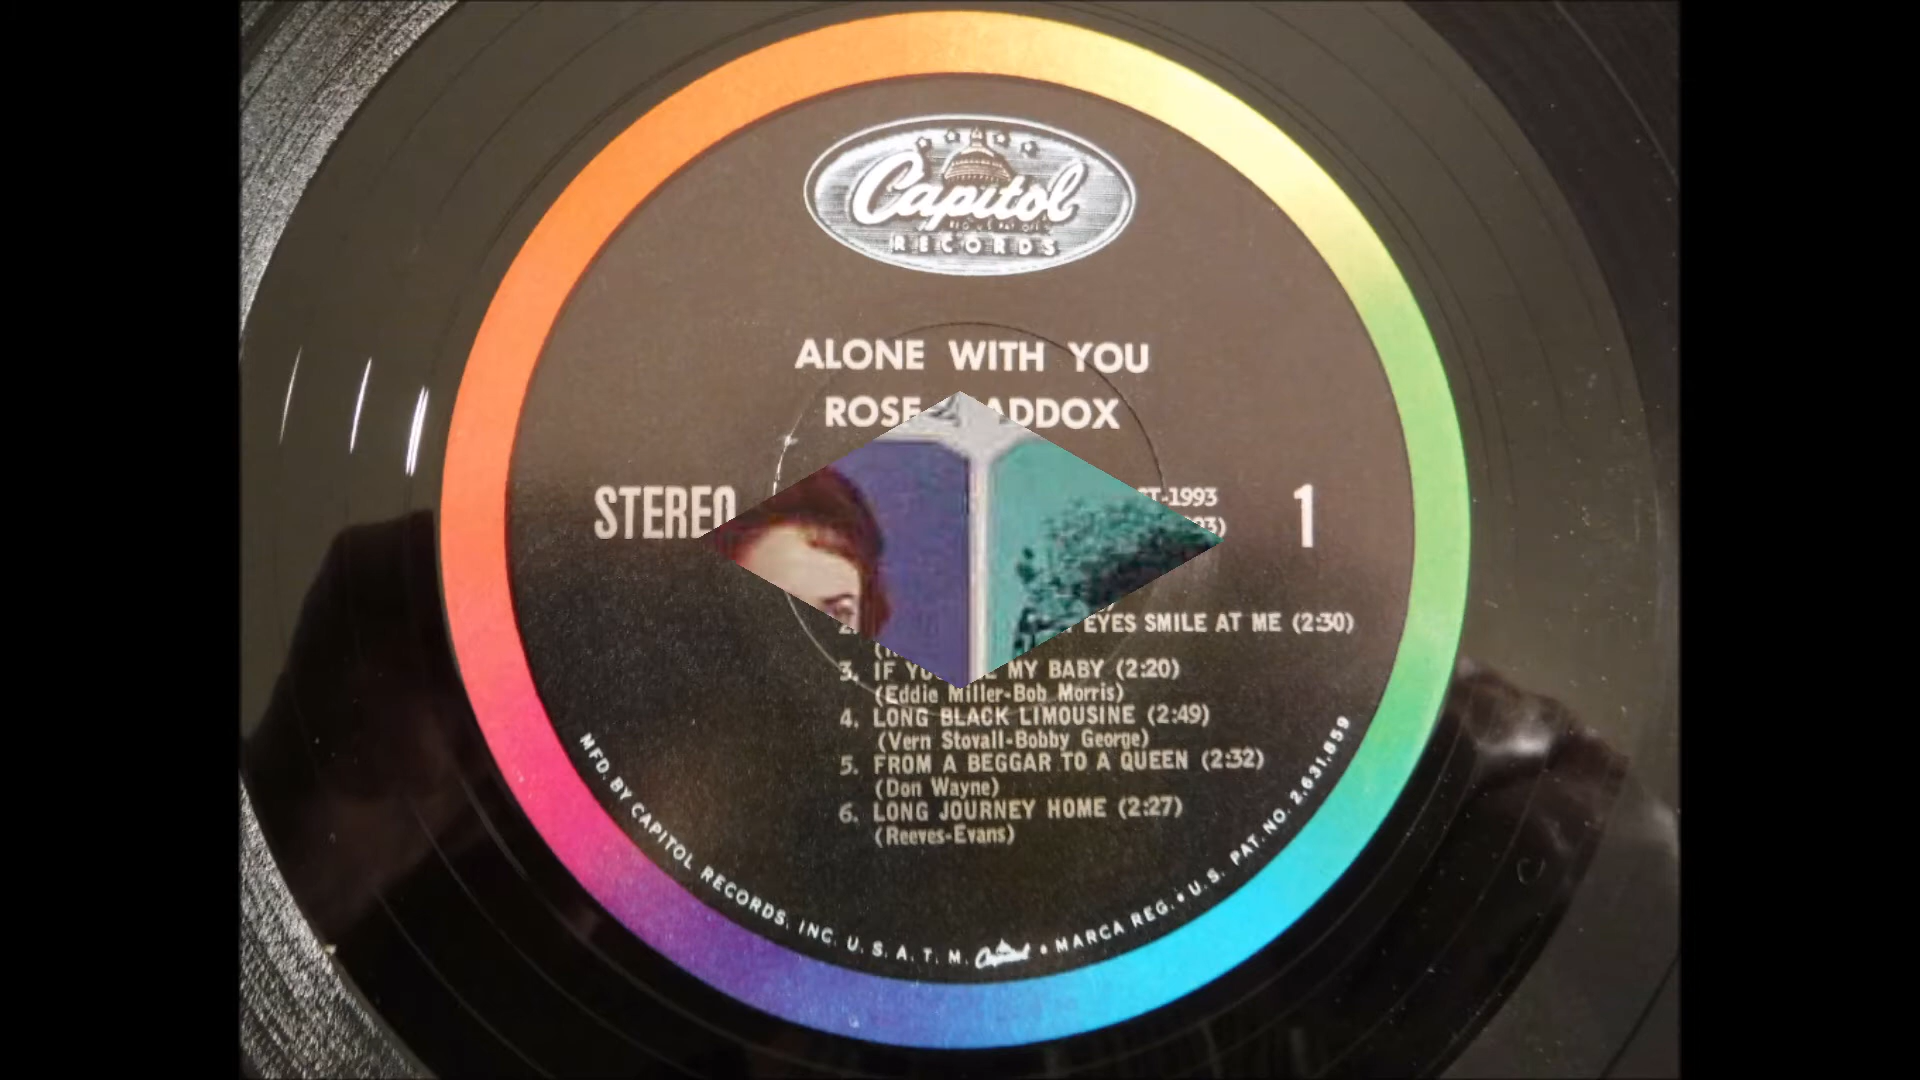 Capitol
RECORDS
ALONE WITH YOU
ROSE ADDOX
STEREO
T-1993
1
EYES SMILE AT ME (2:30)
3. IF MY BABY (2:20)
(Eddie Miller-Bob Morris)
4. LONG BLACK LIMOUSINE (2:49)
(Vern Stovall-Bobby George)
5. FROM A BEGGAR TO A QUEEN (2:32)
(Don Wayne)
6. LONG JOURNEY HOME (2:27)
(Reeves-Evans)
MFD. BY CAPITOL RECORDS, INC. U. S. A. T. M. Capitol • MARCA REG. • U. S. PAT. NO. 2,631,859